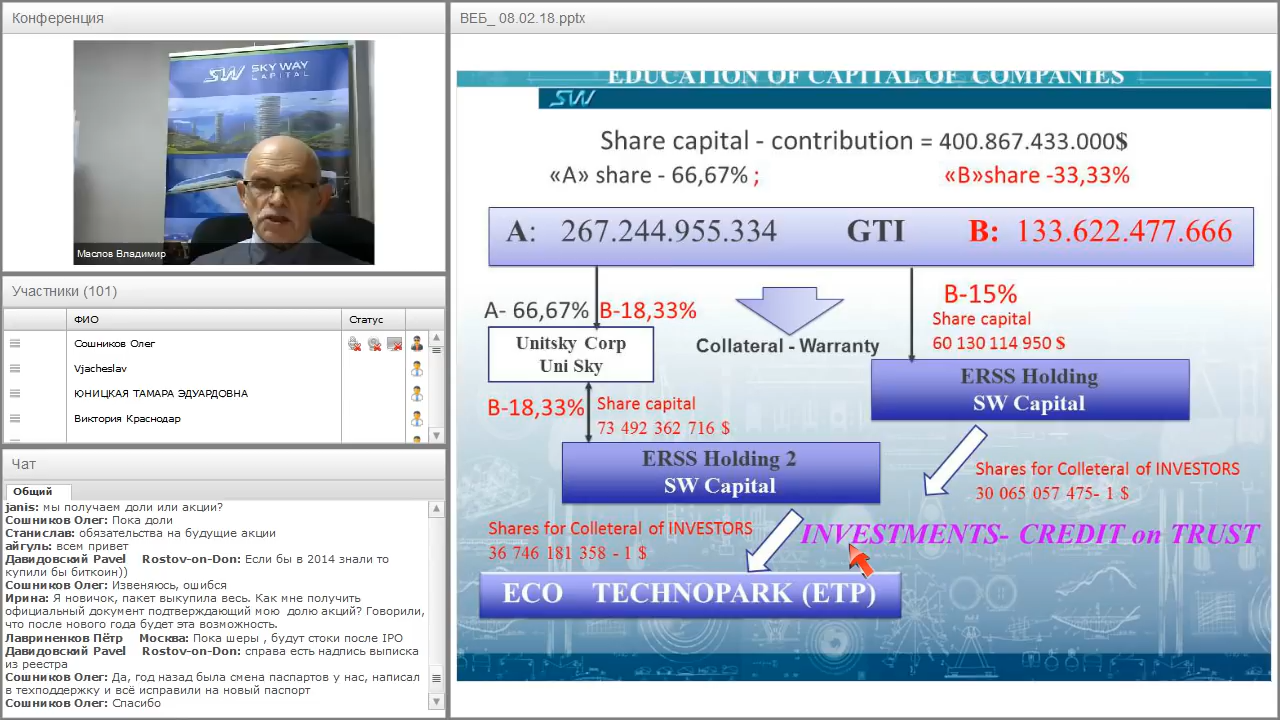 Конференция
SW SKY WAY
CAPITAL
Маслов Владимир
Участники (101)
ФИО
Статус
Сошников Олег
Vjacheslav
ЮНИЦКАЯ ТАМАРА ЭДУАРДОВНА
Виктория Краснодар
Чат
Общий
janis: мы получаем доли или акции?
Сошников Олег: Пока доли
Станислав: обязательства на будущие акции
айгуль: всем привет
Давидовский Pavel Rostov-on-Don: Если бы в 2014 знали то
купили бы биткоин))
Сошников Олег: Извеняюсь, ошибся
Ирина: Я новичок, пакет выкупила весь. Как мне получить
официальный документ подтверждающий мою долю акций? Говорили,
что после нового года будет эта возможность.
Лавриненков Пётр Москва: Пока шеры , будут стоки после IPO
Давидовский Pavel Rostov-on-Don: справа есть надпись выписка
из реестра
Сошников Олег: Да, год назад была смена паспартов у нас, написал
в техподдержку и всё исправили на новый паспорт
Сошников Олег: Спасибо
ВЕБ_ 08.02.18.pptx
EDUCATION OF CAPITAL OF COMPANIES
SW
Share capital - contribution = 400.867.433.000$
«A» share - 66,67% ;
«B»share -33,33%
A: 267.244.955.334 GTI B: 133.622.477.666
A- 66,67% B-18,33%
B-15%
Share capital
60 130 114 950 $
Unitsky Corp
Uni Sky
Collateral - Warranty
ERSS Holding
SW Capital
B-18,33%
Share capital
73 492 362 716 $
ERSS Holding 2
SW Capital
Shares for Colleteral of INVESTORS
30 065 057 475- 1 $
Shares for Colleteral of INVESTORS
36 746 181 358 - 1 $
INVESTMENTS- CREDIT on TRUST
ECO TECHNOPARK (ETP)